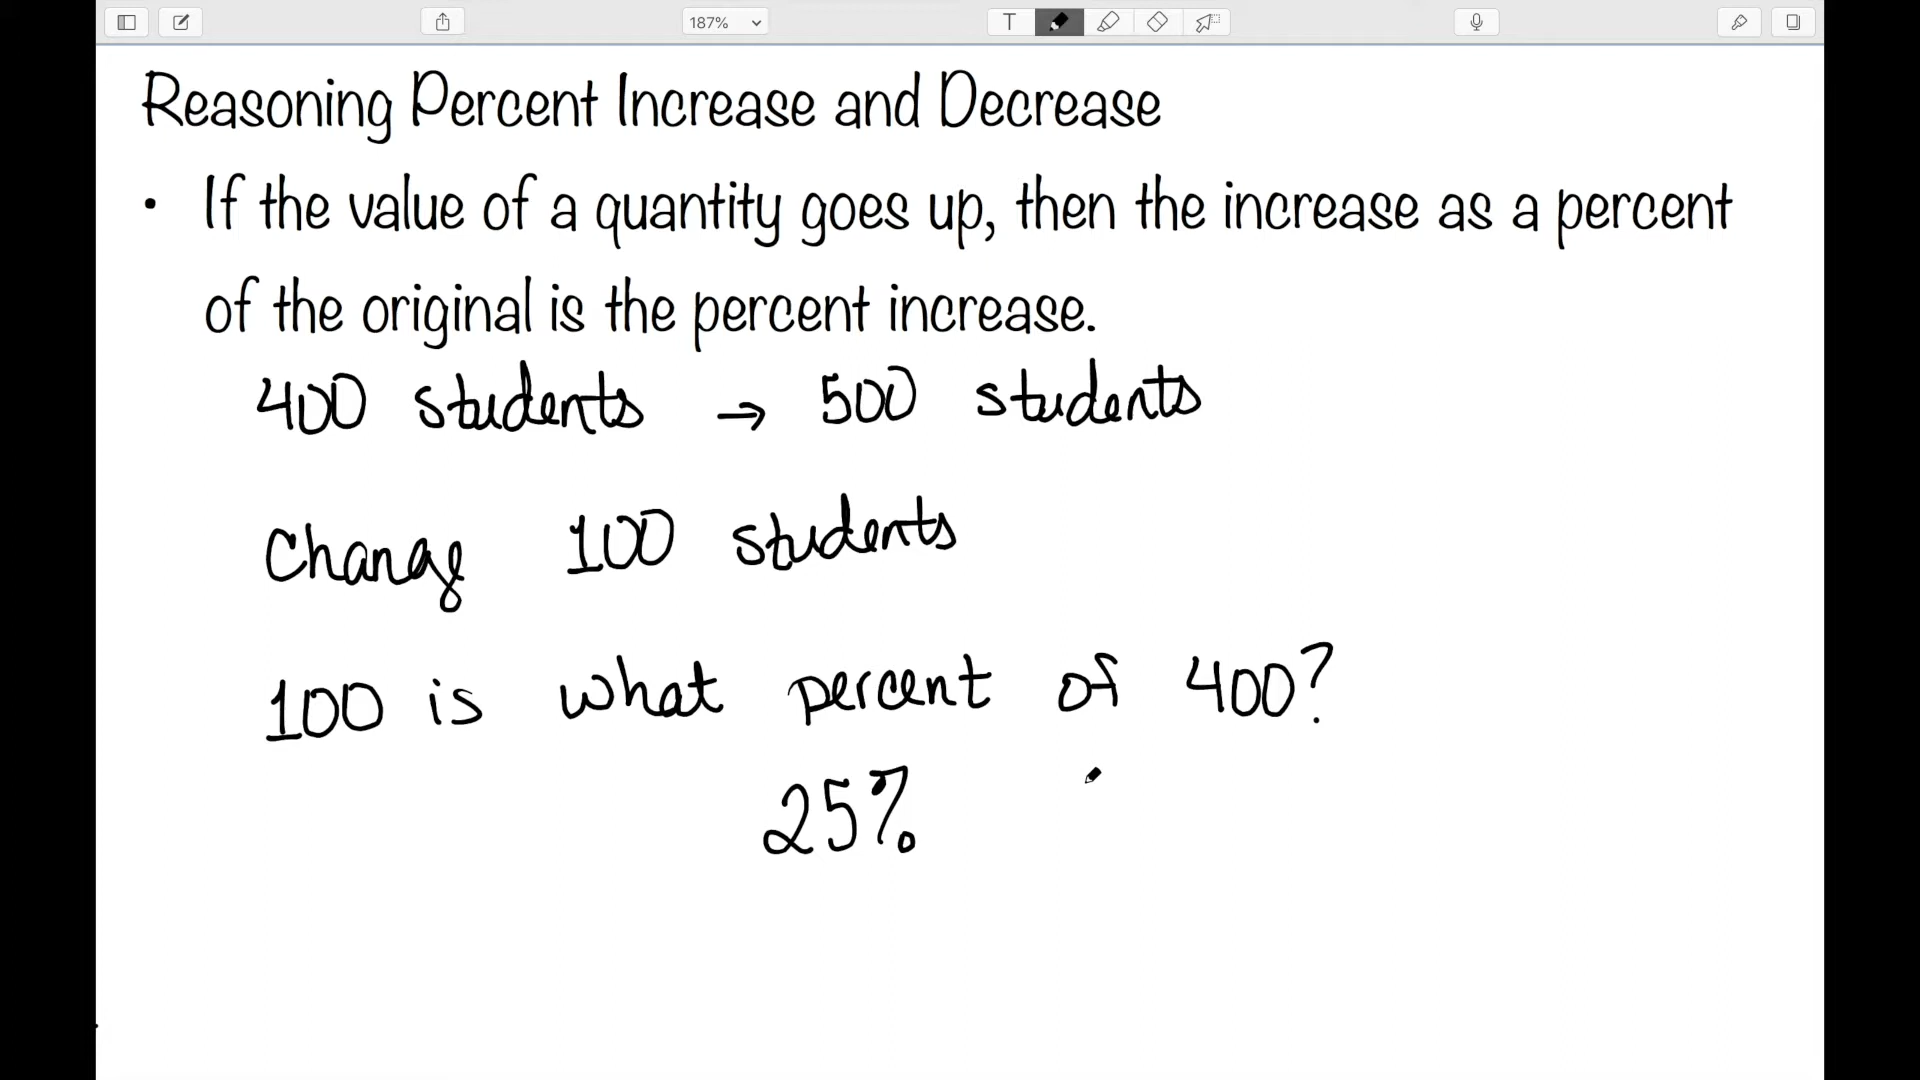 187%
T
Reasoning Percent Increase and Decrease
• If the value of a quantity goes up, then the increase as a percent
of the original is the percent increase.
400 students → 500 students
Change 100 students
100 is what percent of 400?
25%